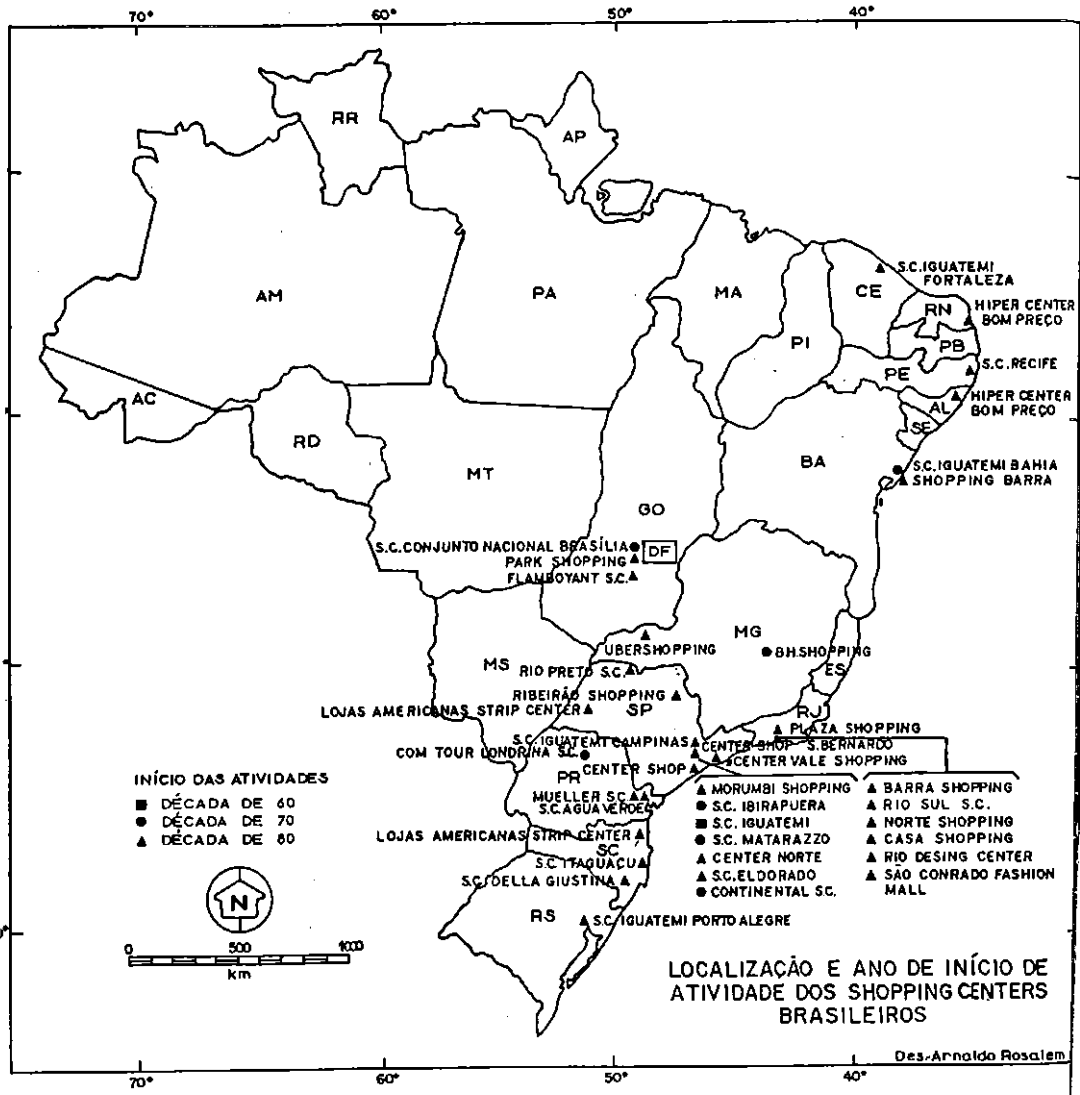 60°
50°
40°
RR
AP
AM
PA
MA
CE
S.C. IGUATEMI
FORTALEZA
RN
HIPER CENTER
BOM PREÇO
PB
PI
PE
S.C. RECIFE
AC
AL
HIPER CENTER
BOM PREÇO
SE
RD
MT
BA
S.C. IGUATEMI BAHIA
SHOPPING BARRA
GO
S.C. CONJUNTO NACIONAL BRASÍLIA
DF
PARK SHOPPING
FLAMBOYANT S.C.
MG
UBERSHOPPING
BH. SHOPPING
MS
RIO PRETO S.C.
ES
RIBEIRÃO SHOPPING
LOJAS AMERICANAS STRIP CENTER
SP
RJ
PLAZA SHOPPING
S.C. IGUATEMI CAMPINAS
CENTER SHOP S. BERNARDO
COM TOUR LONDRINA S.C.
CENTER VALE SHOPPING
PR
CENTER SHOP
MUELLER SC
S.C. AGUA VERDE
LOJAS AMERICANAS STRIP CENTER
SC
S.C. ITAGUAÇU
S.C. DELLA GIUSTINA
RS
S.C. IGUATEMI PORTO ALEGRE
MORUMBI SHOPPING
S.C. IBIRAPUERA
S.C. IGUATEMI
S.C. MATARAZZO
CENTER NORTE
S.C. ELDORADO
CONTINENTAL S.C.
BARRA SHOPPING
RIO SUL S.C.
NORTE SHOPPING
CASA SHOPPING
RIO DESING CENTER
SÃO CONRADO FASHION
MALL
INÍCIO DAS ATIVIDADES
DÉCADA DE 60
DÉCADA DE 70
DÉCADA DE 80
N
0 500 1000
km
LOCALIZAÇÃO E ANO DE INÍCIO DE
ATIVIDADE DOS SHOPPING CENTERS
BRASILEIROS
Des.-Arnaldo Rosalem
70°
60°
50°
40°